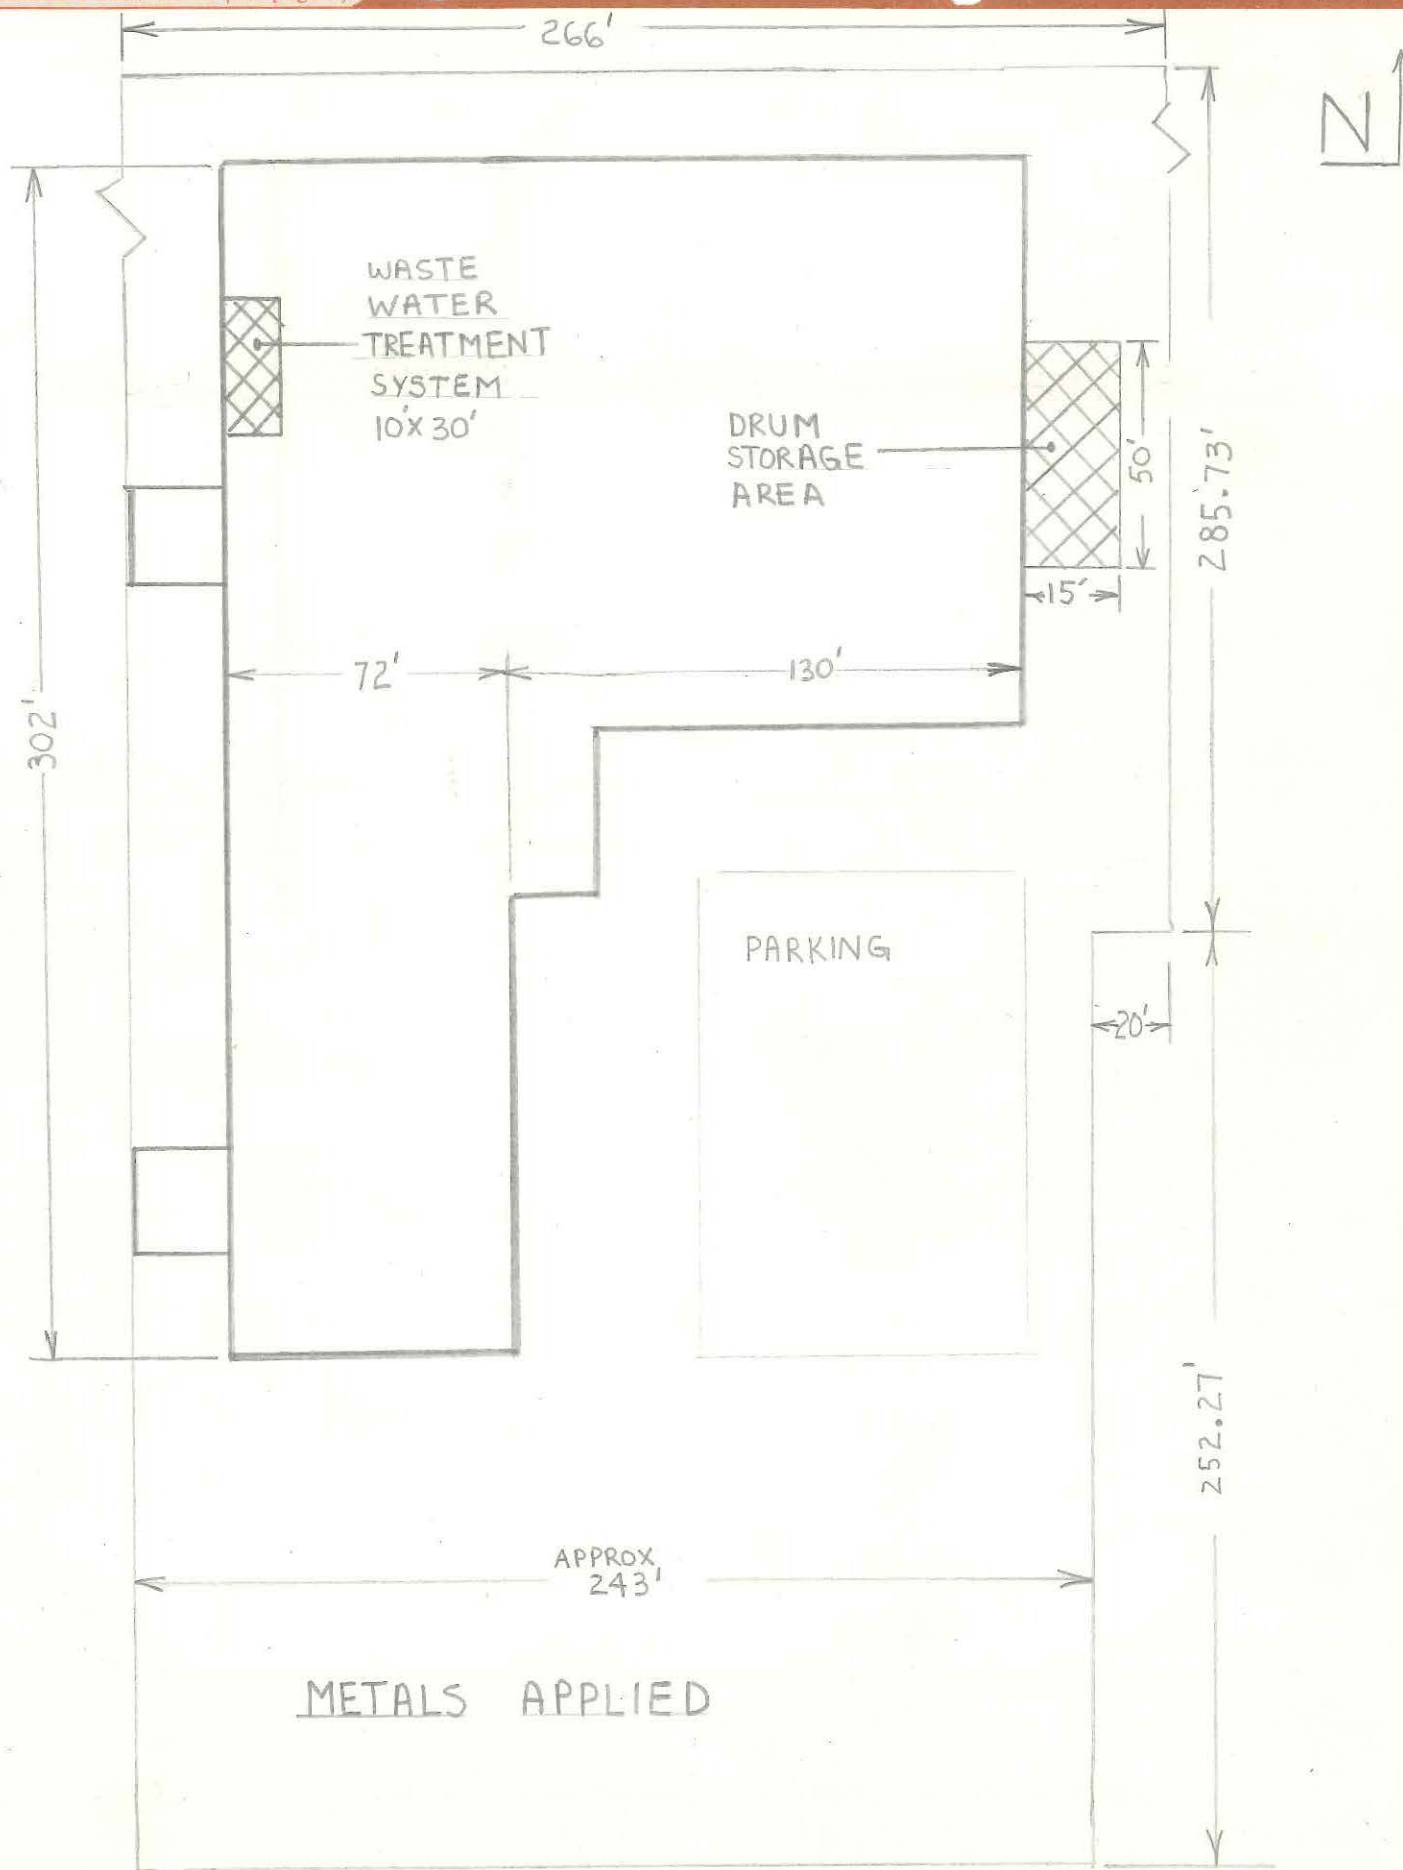 266'
N
WASTE
WATER
TREATMENT
SYSTEM
10'X 30'
DRUM
STORAGE
AREA
50'
285.73'
15'
72'
130'
302'
PARKING
20'
252.27'
APPROX
243'
METALS APPLIED